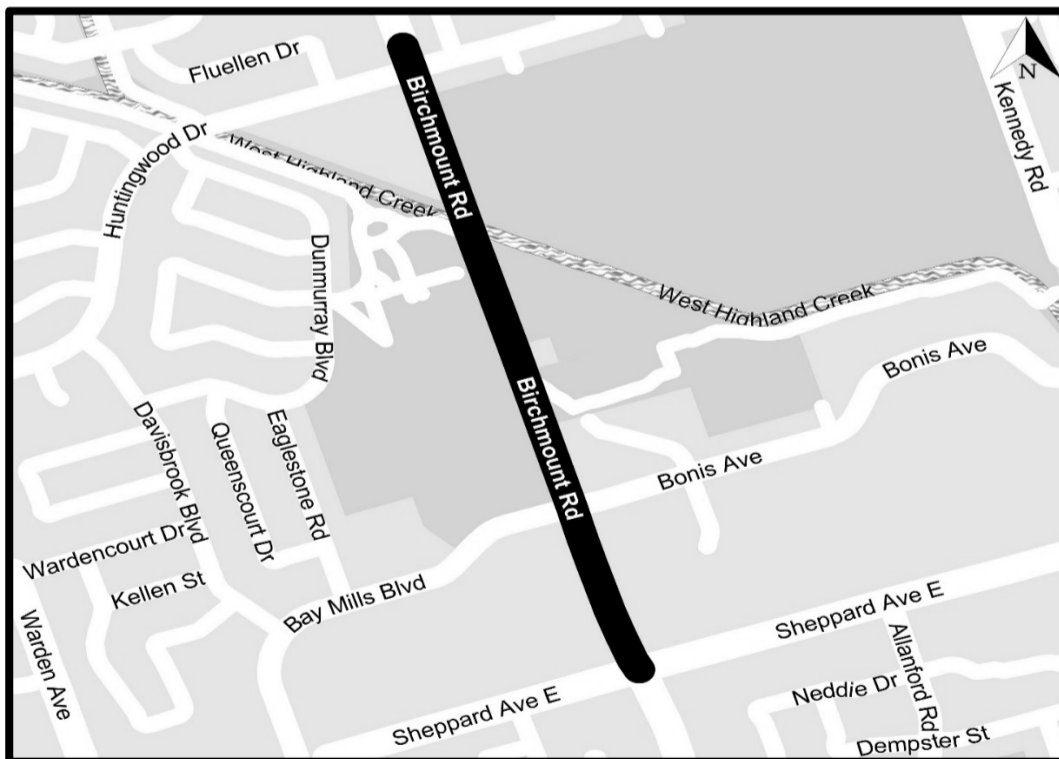 Fluellen Dr
Birchmount Rd
N
Kennedy Rd
Huntingwood Dr
West Highland Creek
Dunmurray Blvd
West Highland Creek
Bonis Ave
Birchmount Rd
Davisbrook Blvd
Queenscourt Dr
Eaglestone Rd
Bonis Ave
Wardencourt Dr
Kellen St
Bay Mills Blvd
Warden Ave
Sheppard Ave E
Allanford Rd
Neddie Dr
Sheppard Ave E
Dempster St